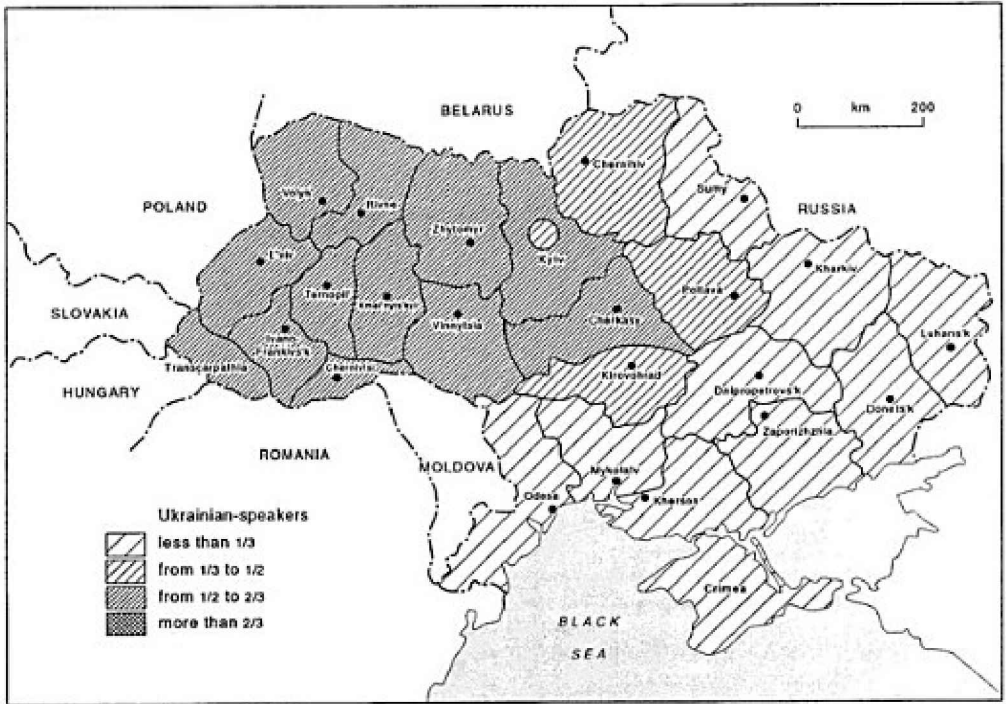 BELARUS
0 km 200
Chernihiv
Sumy
Volyn'
Rivne
POLAND
RUSSIA
Zhytomyr
Kyiv
L'viv
Kharkiv
Ternopil'
Poltava
SLOVAKIA
Vinnytsia
Cherkasy
Luhans'k
Ivano-
Frankivs'k
Transcarpathia
Chernivtsi
Kirovohrad
HUNGARY
Dnipropetrovs'k
Donets'k
Zaporizhzhia
ROMANIA
MOLDOVA
Mykolaiv
Odesa
Kherson
Ukrainian-speakers
less than 1/3
from 1/3 to 1/2
from 1/2 to 2/3
more than 2/3
Crimea
BLACK
SEA